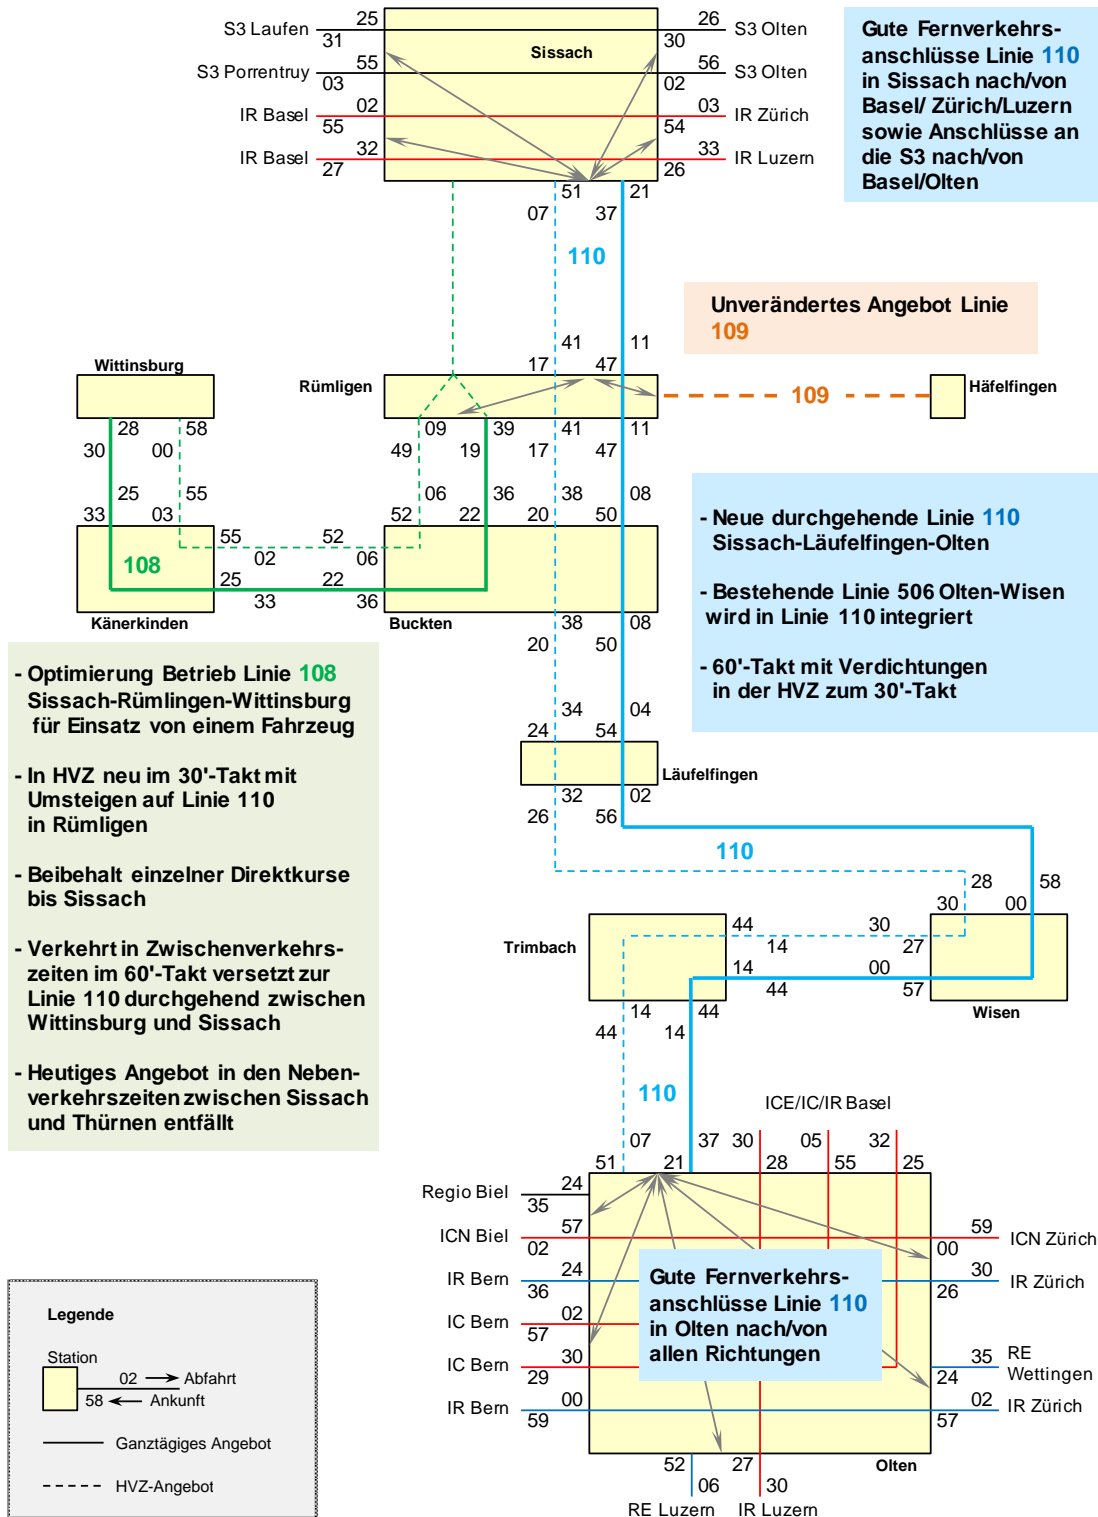 25
S3 Laufen
31
26
S3 Olten
30
Sissach
55
S3 Porrentruy
03
56
S3 Olten
02
02
IR Basel
55
03
IR Zürich
54
32
IR Basel
27
33
IR Luzern
26
Gute Fernverkehrs-
anschlüsse Linie 110
in Sissach nach/von
Basel/ Zürich/Luzern
sowie Anschlüsse an
die S3 nach/von
Basel/Olten
51 21
07 37
110
Unverändertes Angebot Linie
109
41 11
17 47
Wittinsburg
Rümligen
109
Häfelfingen
28 58
30 00
09 39 41 11
49 19 17 47
25 55
33 03
06 36 38 08
52 22 20 50
55 52
02 06
108
25 22
33 36
Känerkinden
Buckten
- Neue durchgehende Linie 110
Sissach-Läufelfingen-Olten
- Bestehende Linie 506 Olten-Wisen
wird in Linie 110 integriert
- 60'-Takt mit Verdichtungen
in der HVZ zum 30'-Takt
38 08
20 50
34 04
24 54
Läufelfingen
32 02
26 56
- Optimierung Betrieb Linie 108
Sissach-Rümlingen-Wittinsburg
für Einsatz von einem Fahrzeug
- In HVZ neu im 30'-Takt mit
Umsteigen auf Linie 110
in Rümligen
- Beibehalt einzelner Direktkurse
bis Sissach
- Verkehrt in Zwischenverkehrs-
zeiten im 60'-Takt versetzt zur
Linie 110 durchgehend zwischen
Wittinsburg und Sissach
- Heutiges Angebot in den Neben-
verkehrszeiten zwischen Sissach
und Thürnen entfällt
110
28 58
30 00
Trimbach
44 30
14 27
14 00
44 57
Wisen
14 44
44 14
110
ICE/IC/IR Basel
07 37 30 05 32
51 21 28 55 25
24
Regio Biel
35
57
ICN Biel
02
59
ICN Zürich
00
24
IR Bern
36
30
IR Zürich
26
02
IC Bern
57
30
IC Bern
29
35
RE
Wettingen
24
00
IR Bern
59
02
IR Zürich
57
Gute Fernverkehrs-
anschlüsse Linie 110
in Olten nach/von
allen Richtungen
Olten
52 27
06 30
RE Luzern IR Luzern
Legende
Station
02 Abfahrt
58 Ankunft
Ganztägiges Angebot
HVZ-Angebot